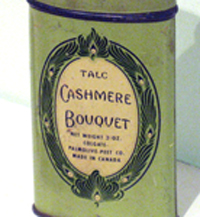 TALC
CASHMERE
BOUQUET
NET WEIGHT 2 OZ.
COLGATE-
PALMOLIVE-PEET CO.
MADE IN CANADA